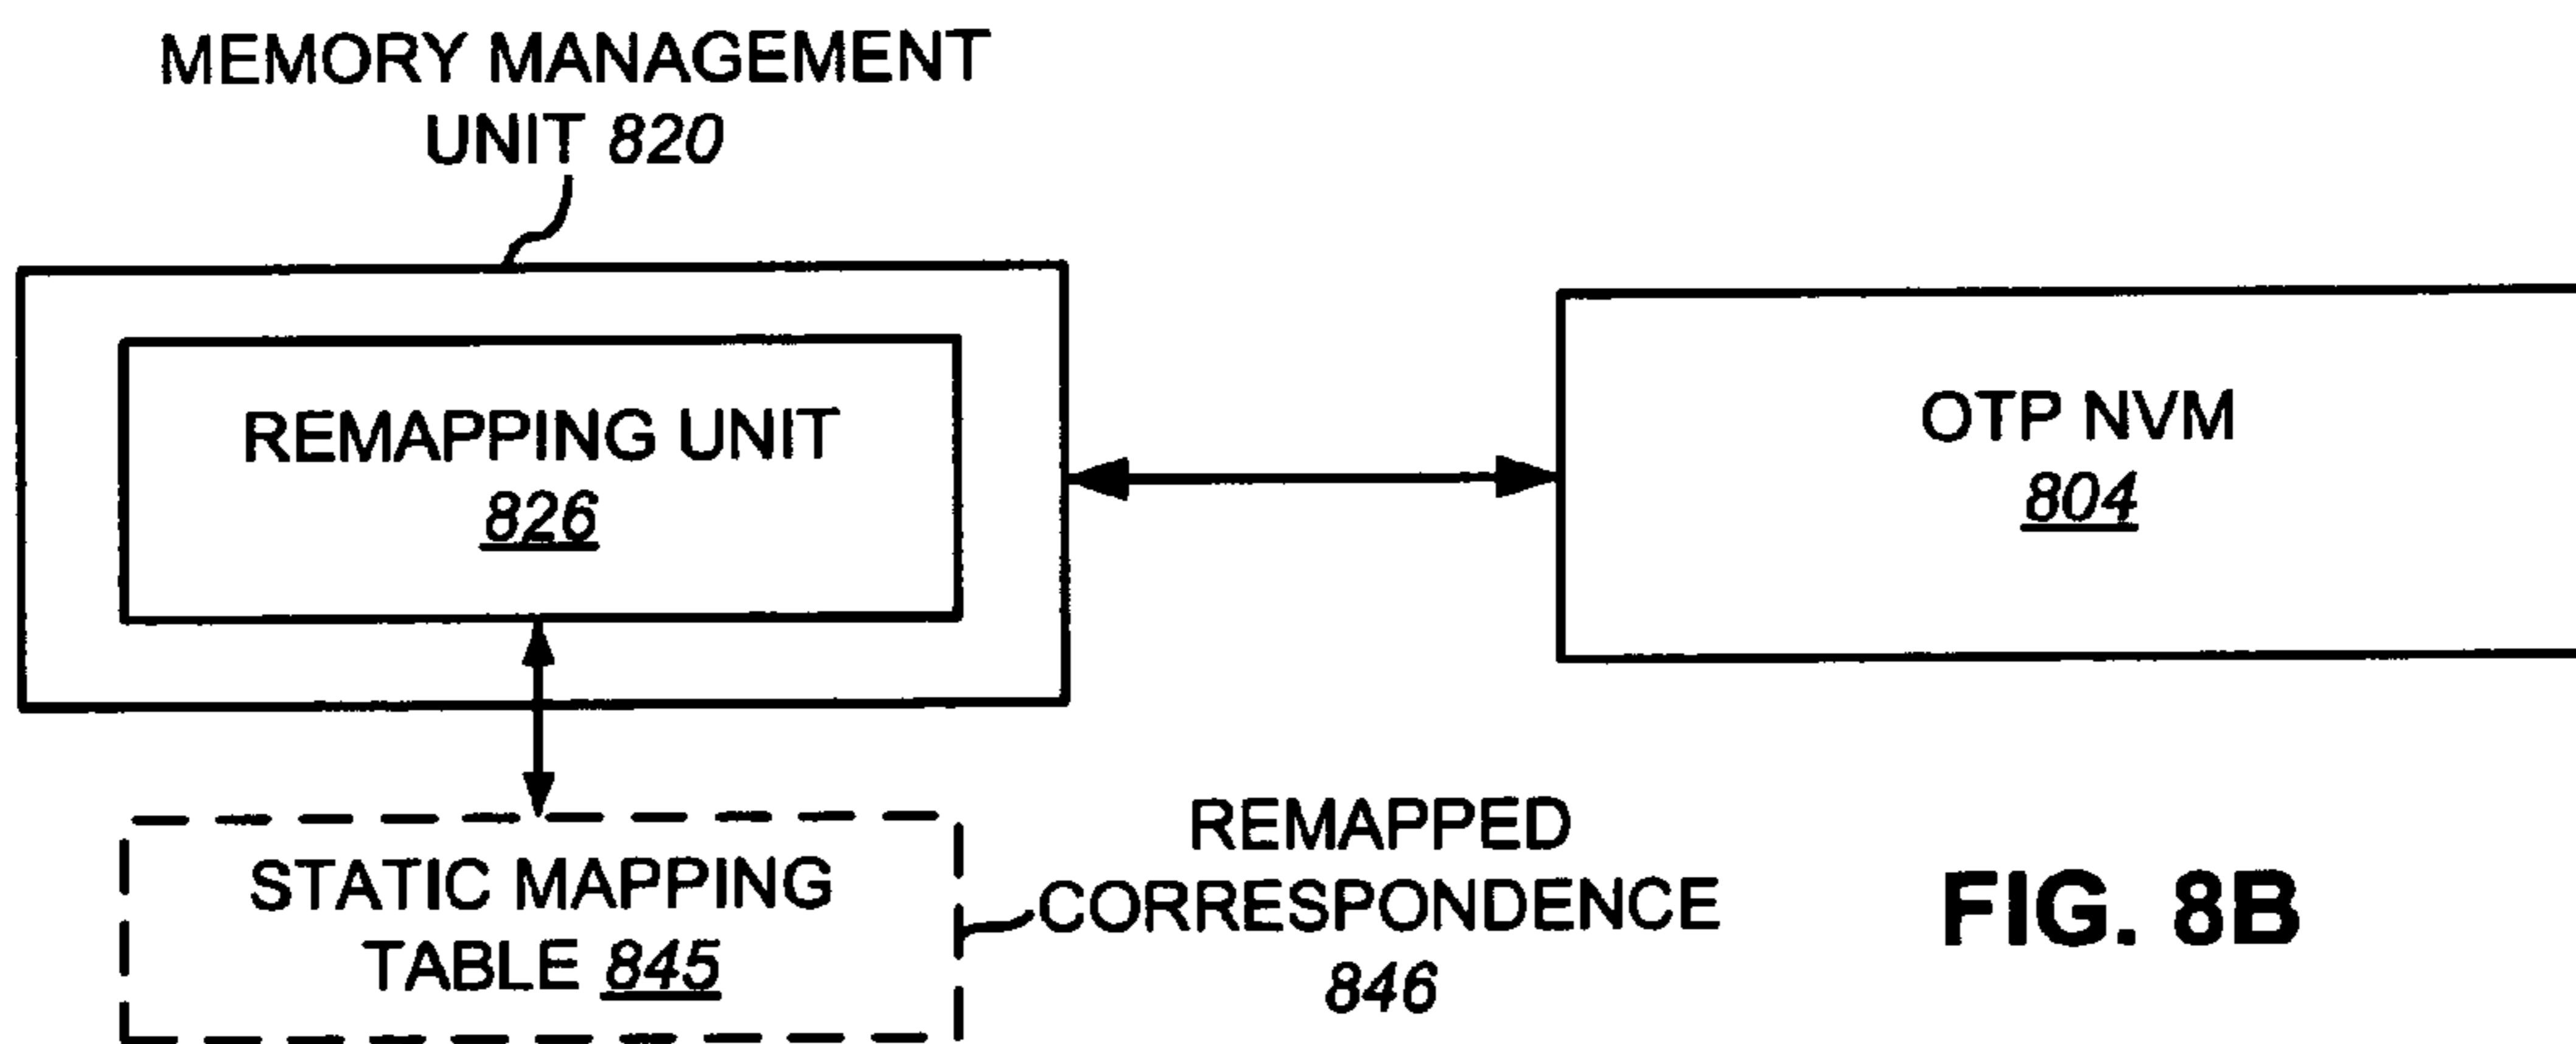 MEMORY MANAGEMENT
UNIT 820
REMAPPING UNIT
826
OTP NVM
804
STATIC MAPPING
TABLE 845
REMAPPED
CORRESPONDENCE
846
FIG. 8B